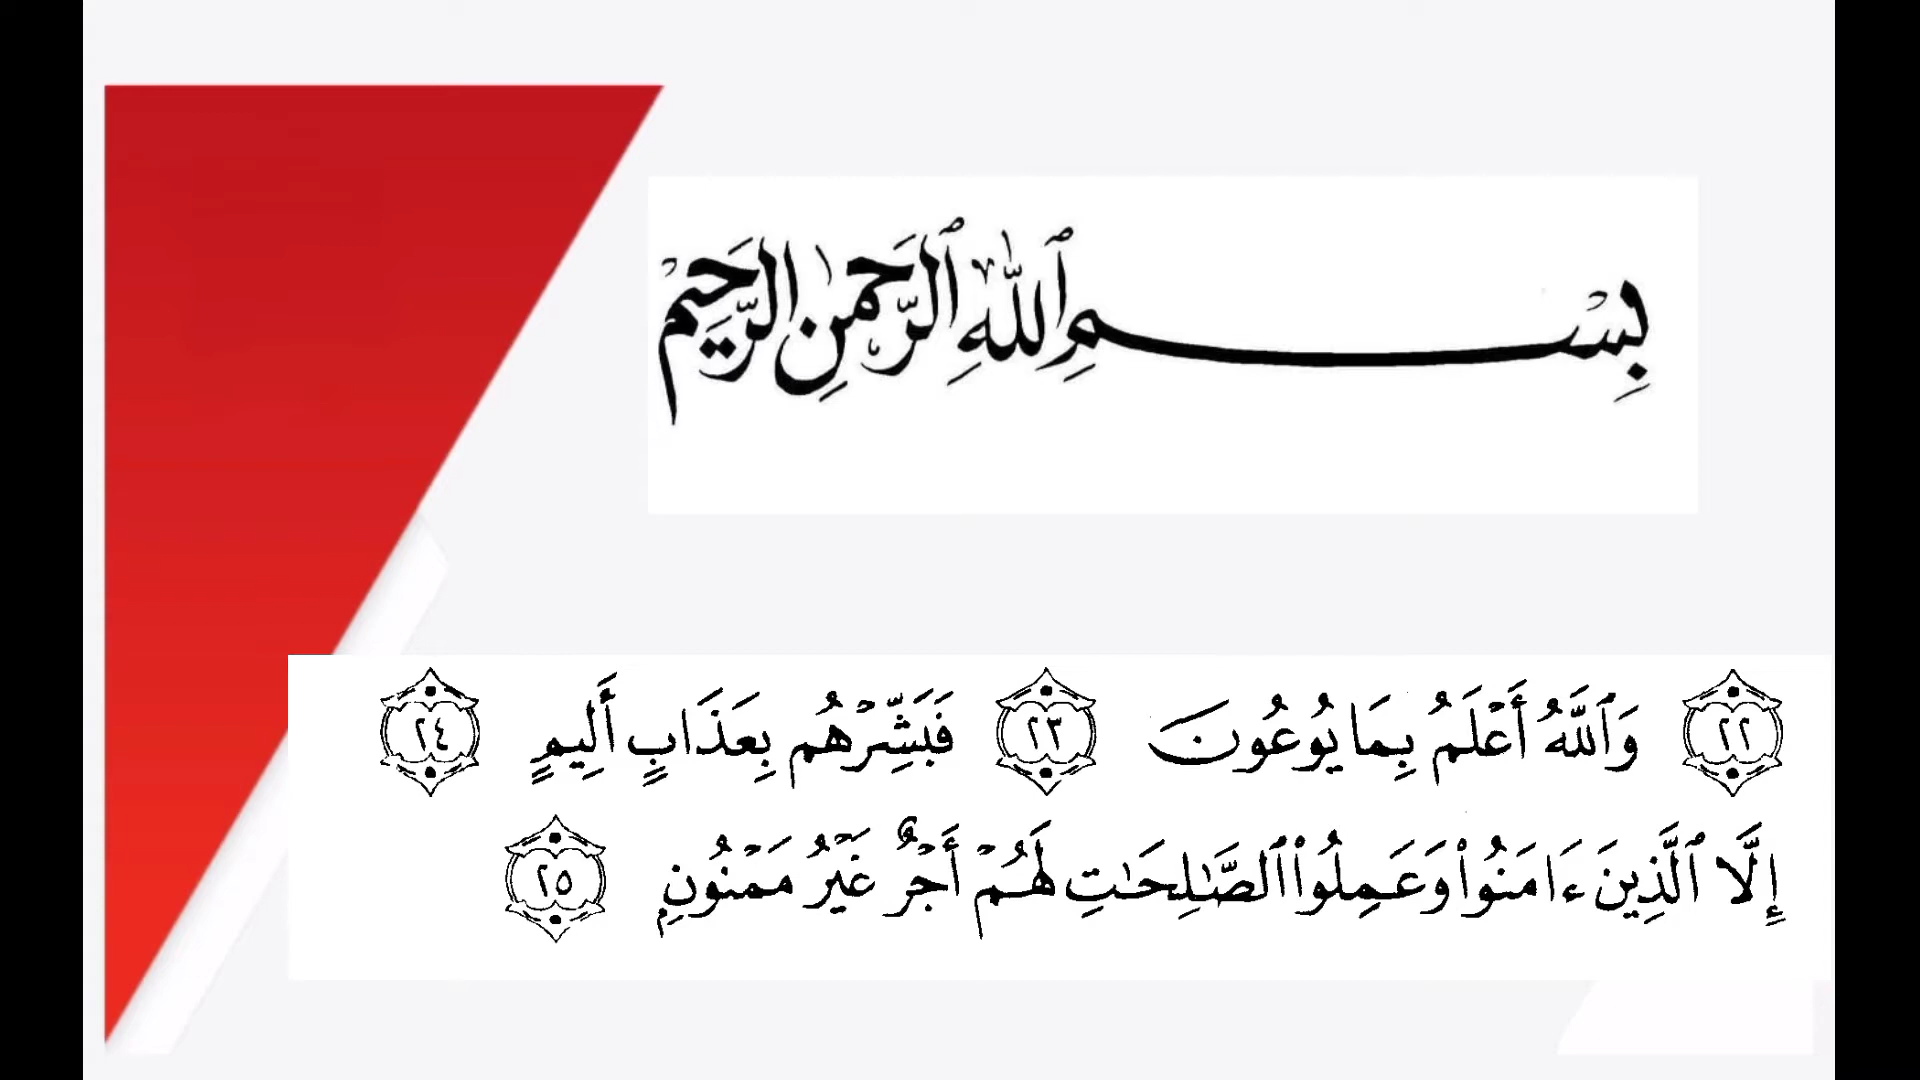 بِسْمِ ٱللَّهِ ٱلرَّحْمٰنِ الرَّحِيمْ
٢٢ وَٱللَّهُ أَعْلَمُ بِمَا يُوعُونَ ٢٣ فَبَشِّرْهُم بِعَذَابٍ أَلِيمٍ ٢٤
إِلَّا ٱلَّذِينَ ءَامَنُوا۟ وَعَمِلُوا۟ ٱلصَّٰلِحَٰتِ لَهُمْ أَجْرٌ غَيْرُ مَمْنُونٍۭ ٢٥